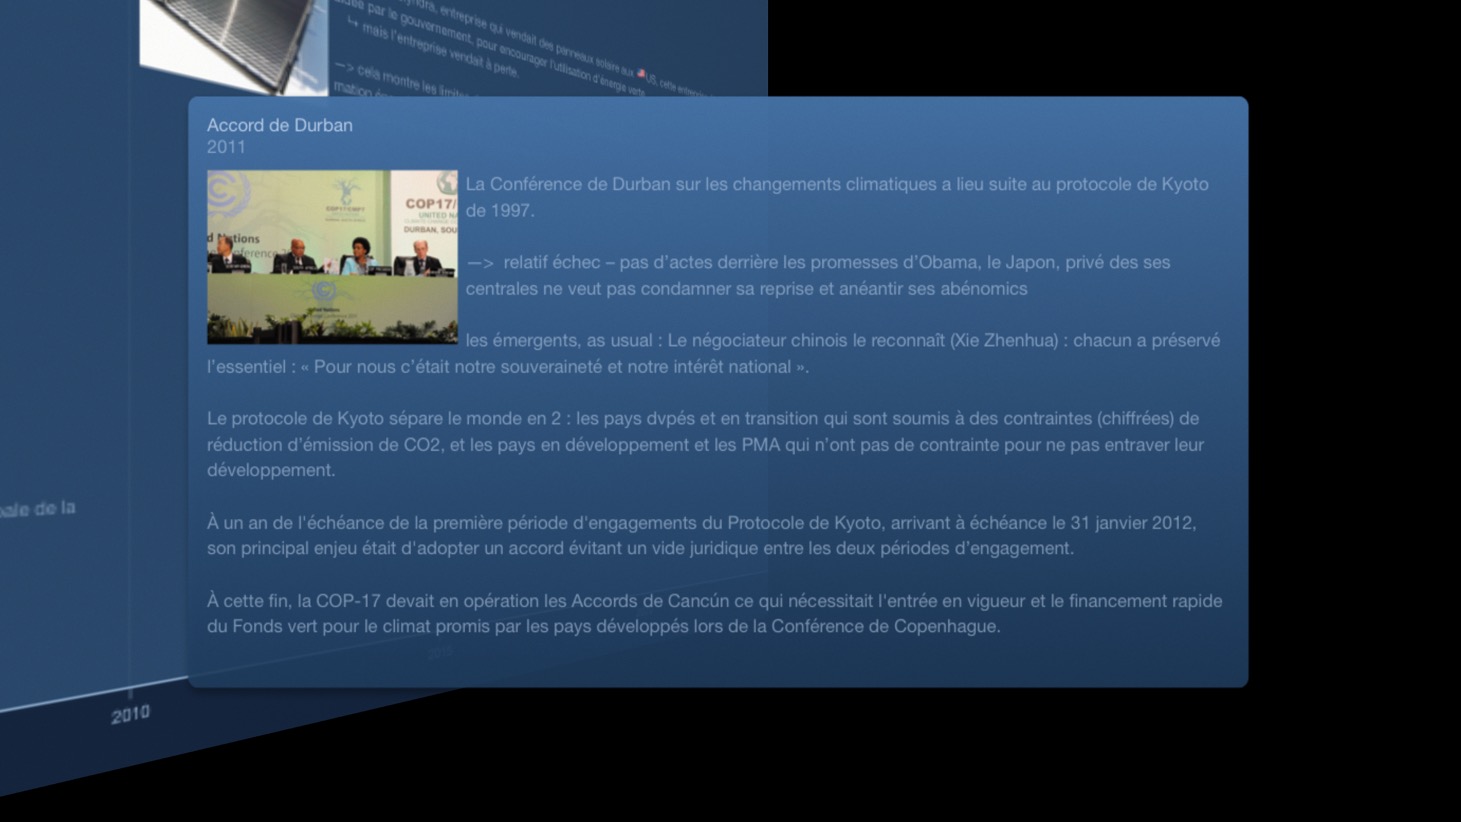 yndra, entreprise qui vendait des panneaux solaire aux 🇺🇸US, cette entreprise
par le gouvernement, pour encourager l'utilisation d'énergie verte
↳ mais l'entreprise vendait à perte.
—> cela montre les limites
mation
Accord de Durban
2011
COP17/CMP7
COP17/
UNITED NA
DURBAN, SOU
d Nations
La Conférence de Durban sur les changements climatiques a lieu suite au protocole de Kyoto
de 1997.
—> relatif échec – pas d’actes derrière les promesses d’Obama, le Japon, privé des ses
centrales ne veut pas condamner sa reprise et anéantir ses abénomics
les émergents, as usual : Le négociateur chinois le reconnaît (Xie Zhenhua) : chacun a préservé
l’essentiel : « Pour nous c’était notre souveraineté et notre intérêt national ».
Le protocole de Kyoto sépare le monde en 2 : les pays dvpés et en transition qui sont soumis à des contraintes (chiffrées) de
réduction d’émission de CO2, et les pays en développement et les PMA qui n’ont pas de contrainte pour ne pas entraver leur
développement.
À un an de l'échéance de la première période d'engagements du Protocole de Kyoto, arrivant à échéance le 31 janvier 2012,
son principal enjeu était d'adopter un accord évitant un vide juridique entre les deux périodes d’engagement.
À cette fin, la COP-17 devait en opération les Accords de Cancún ce qui nécessitait l'entrée en vigueur et le financement rapide
du Fonds vert pour le climat promis par les pays développés lors de la Conférence de Copenhague.
ale de la
2010